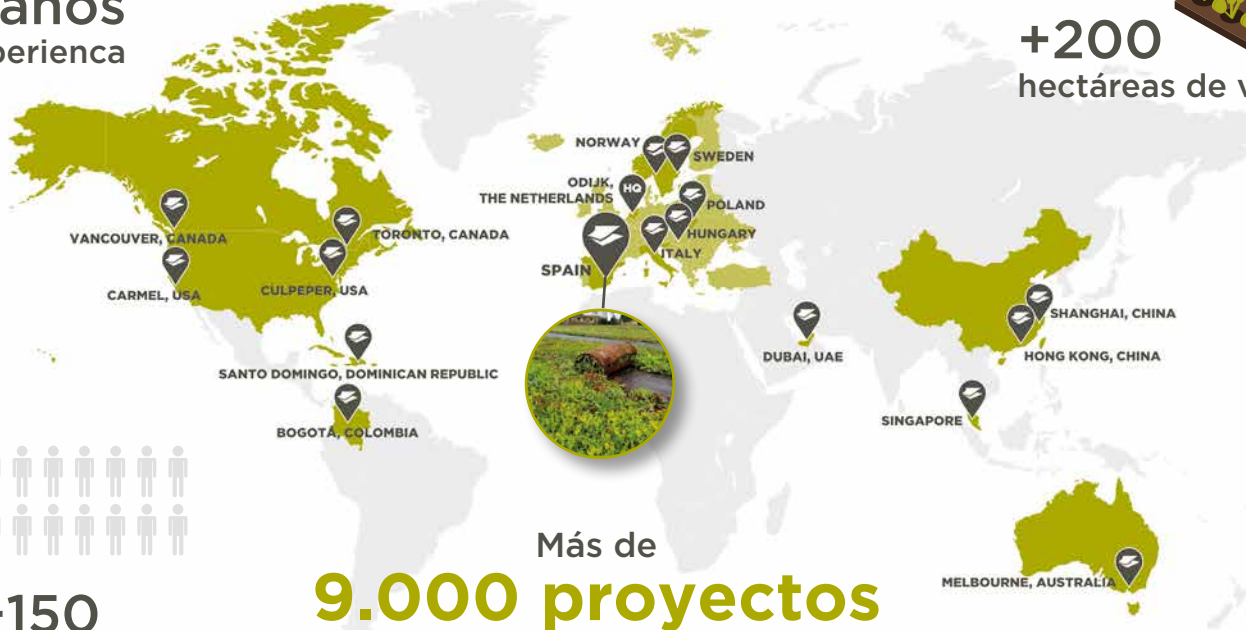 años
perienca
+200
hectáreas de v
NORWAY
SWEDEN
ODIJK,
THE NETHERLANDS
HQ
POLAND
HUNGARY
ITALY
SPAIN
VANCOUVER, CANADA
TORONTO, CANADA
CARMEL, USA
CULPEPER, USA
SANTO DOMINGO, DOMINICAN REPUBLIC
BOGOTÁ, COLOMBIA
DUBAI, UAE
SHANGHAI, CHINA
HONG KONG, CHINA
SINGAPORE
MELBOURNE, AUSTRALIA
Más de
9.000 proyectos
+150